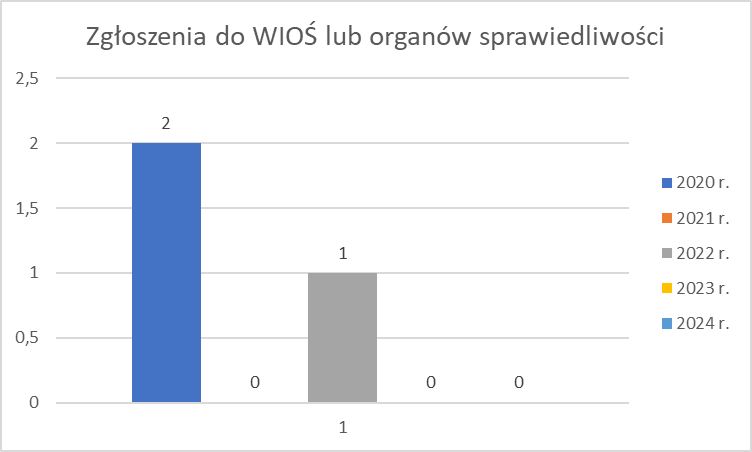 Zgłoszenia do WIOŚ lub organów sprawiedliwości
2,5
2
1,5
1
0,5
0
2
0
1
0
0
1
2020 r.
2021 r.
2022 r.
2023 r.
2024 r.